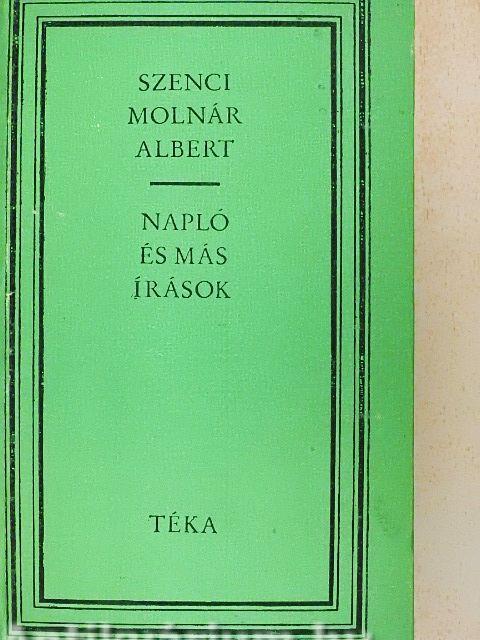 SZENCI
MOLNÁR
ALBERT
NAPLÓ
ÉS MÁS
ÍRÁSOK
TÉKA